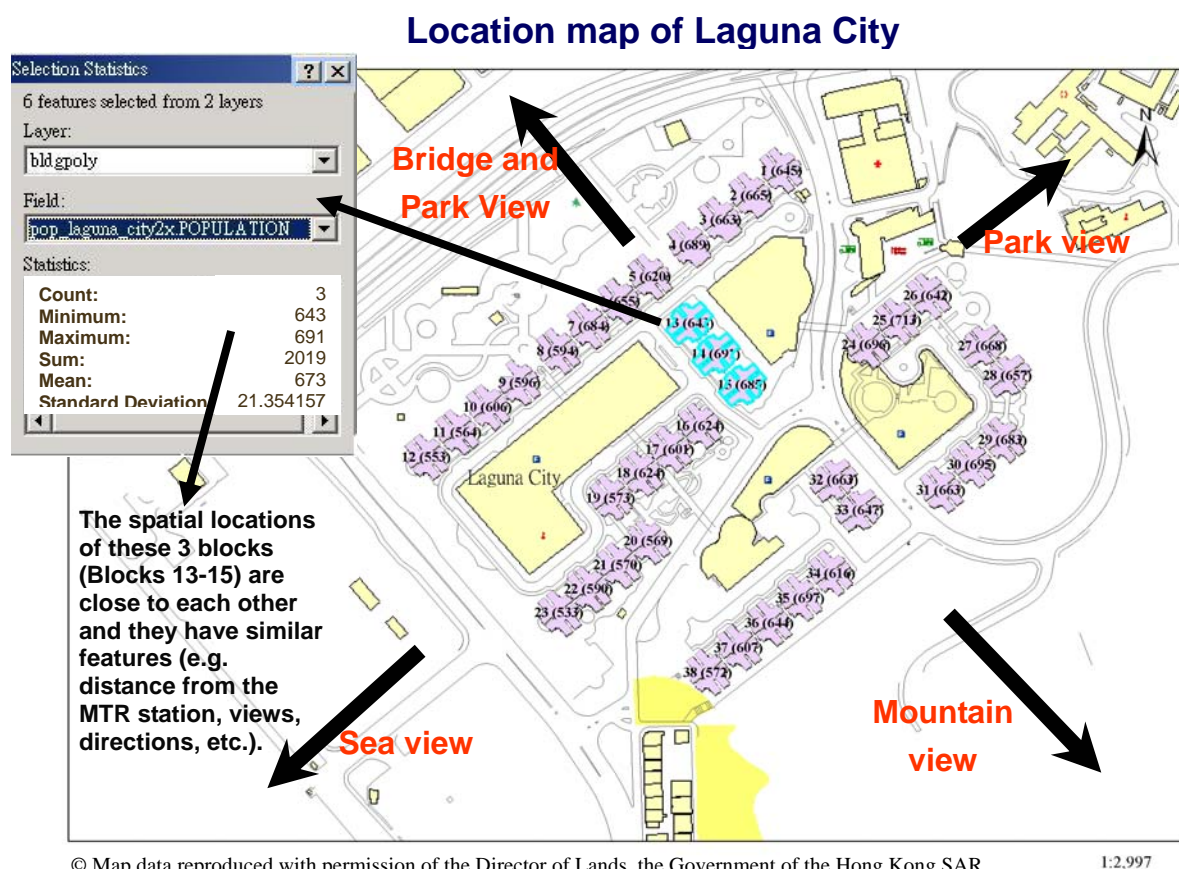 Location map of Laguna City
Selection Statistics
6 features selected from 2 layers
Layer:
bldgpoly
Field:
pop_laguna_city2x.POPULATION
Statistics:
Count: 3
Minimum: 643
Maximum: 691
Sum: 2019
Mean: 673
Standard Deviation 21.354157
Bridge and
Park View
Park view
N
1 (645)
2 (665)
3 (663)
4 (689)
5 (620)
(655)
7 (684)
8 (594)
9 (596)
10 (606)
11 (564)
12 (553)
13 (643)
14 (691)
15 (685)
16 (624)
17 (601)
18 (624)
19 (573)
20 (569)
21 (570)
22 (590)
23 (533)
24 (696)
25 (713)
26 (642)
27 (668)
28 (657)
29 (683)
30 (695)
31 (663)
32 (663)
33 (647)
34 (616)
35 (697)
36 (644)
37 (607)
38 (572)
Laguna City
The spatial locations
of these 3 blocks
(Blocks 13-15) are
close to each other
and they have similar
features (e.g.
distance from the
MTR station, views,
directions, etc.).
Sea view
Mountain
view
© Map data reproduced with permission of the Director of Lands, the Government of the Hong Kong SAR
1:2,997